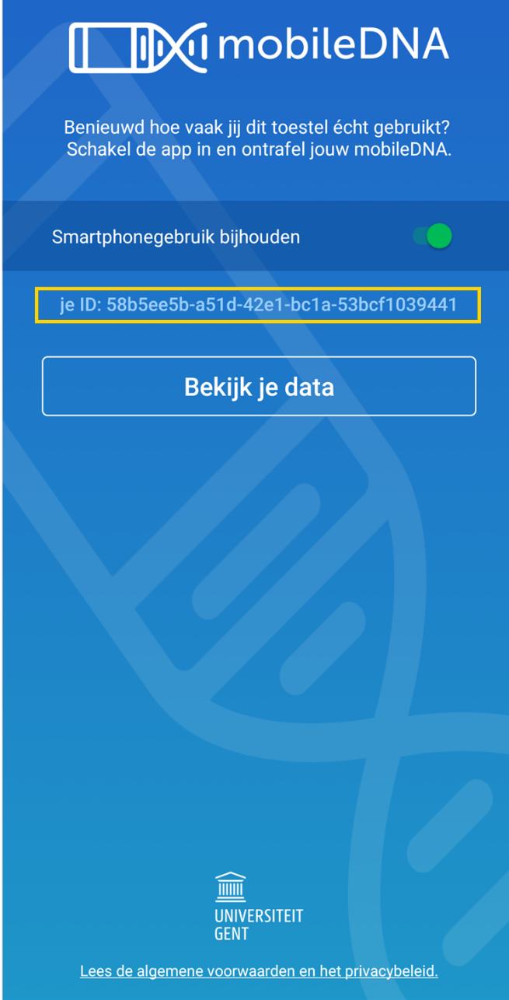 mobileDNA
Benieuwd hoe vaak jij dit toestel écht gebruikt?
Schakel de app in en ontrafel jouw mobileDNA.
Smartphonegebruik bijhouden
je ID: 58b5ee5b-a51d-42e1-bc1a-53bcf1039441
Bekijk je data
UNIVERSITEIT
GENT
Lees de algemene voorwaarden en het privacybeleid.